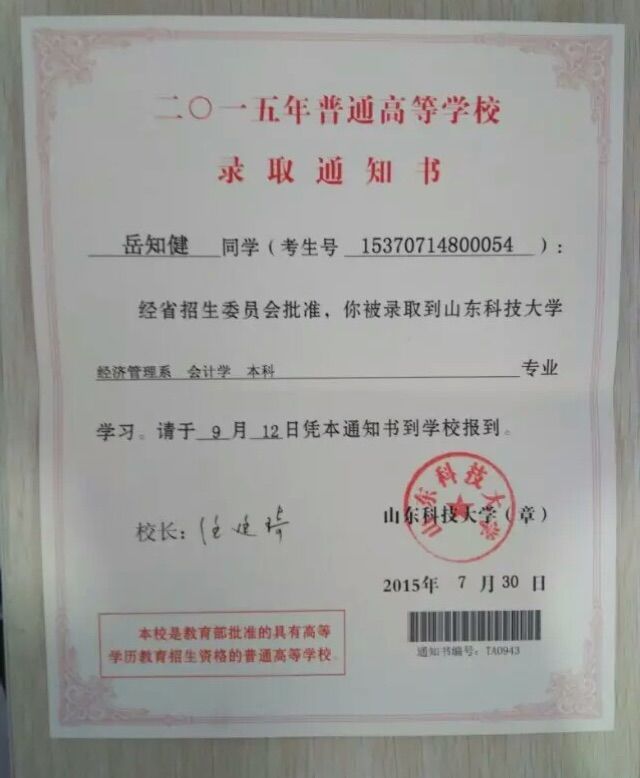 二〇一五年普通高等学校
录取通知书
岳知健 同学（考生号 15370714800054 ）：
经省招生委员会批准，你被录取到山东科技大学
经济管理系 会计学 本科 专业
学习。请于 9 月 12 日凭本通知书到学校报到。
山东科技大学
校长： 任廷琦
山东科技大学（章）
2015年 7 月 30 日
本校是教育部批准的具有高等
学历教育招生资格的普通高等学校。
通知书编号：TA0943